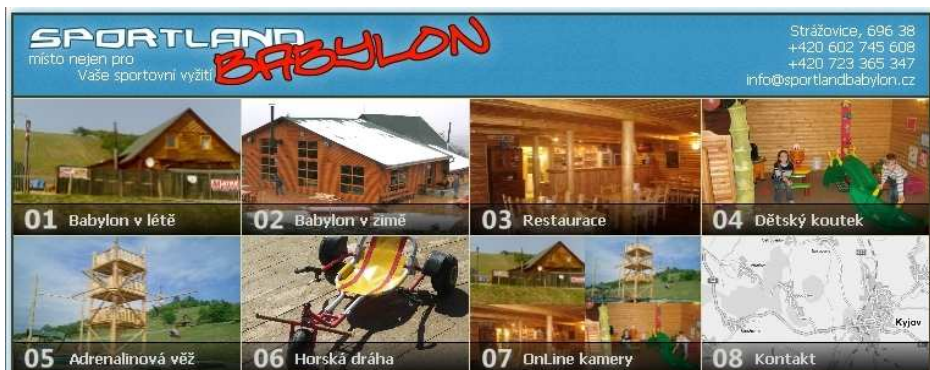 SPORTLAND
BABYLON
místo nejen pro
Vaše sportovní vyžití
Strážovice, 696 38
+420 602 745 608
+420 723 365 347
info@sportlandbabylon.cz
01 Babylon v létě
02 Babylon v zimě
03 Restaurace
04 Dětský koutek
05 Adrenalinová věž
06 Horská dráha
07 OnLine kamery
08 Kontakt
Kyjov